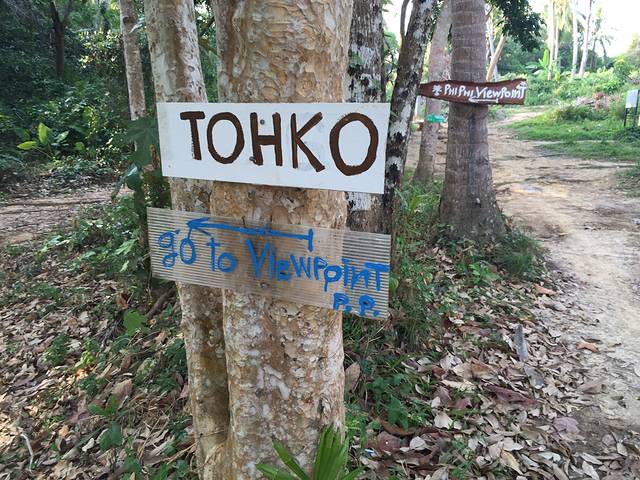 TOHKO
go to Viewpoint
P.P.
PHI PHI Viewpoint